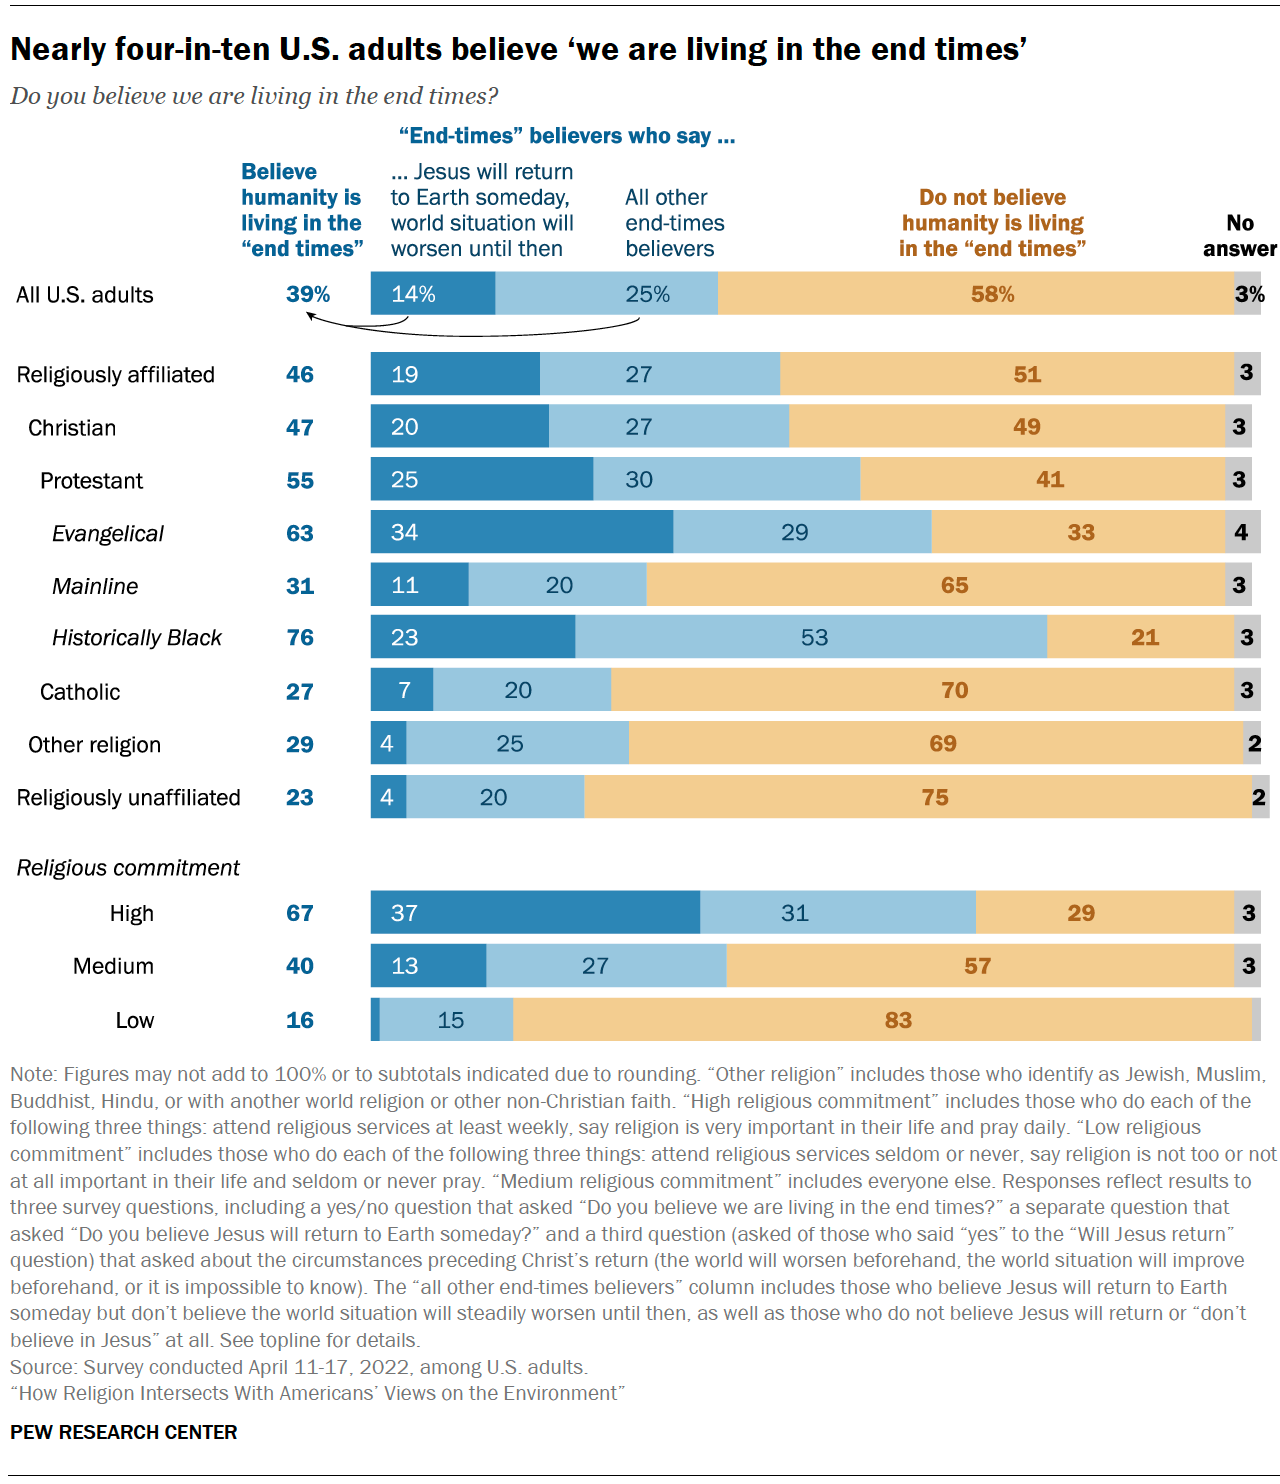 Nearly four-in-ten U.S. adults believe ‘we are living in the end times’
Do you believe we are living in the end times?
“End-times” believers who say ...
Believe
humanity is
living in the
“end times”
... Jesus will return
to Earth someday,
world situation will
worsen until then
All other
end-times
believers
Do not believe
humanity is living
in the “end times”
No
answer
All U.S. adults 39% 14% 25% 58% 3%
Religiously affiliated 46 19 27 51 3
Christian 47 20 27 49 3
Protestant 55 25 30 41 3
Evangelical 63 34 29 33 4
Mainline 31 11 20 65 3
Historically Black 76 23 53 21 3
Catholic 27 7 20 70 3
Other religion 29 4 25 69 2
Religiously unaffiliated 23 4 20 75 2
Religious commitment
High 67 37 31 29 3
Medium 40 13 27 57 3
Low 16 15 83
Note: Figures may not add to 100% or to subtotals indicated due to rounding. “Other religion” includes those who identify as Jewish, Muslim,
Buddhist, Hindu, or with another world religion or other non-Christian faith. “High religious commitment” includes those who do each of the
following three things: attend religious services at least weekly, say religion is very important in their life and pray daily. “Low religious
commitment” includes those who do each of the following three things: attend religious services seldom or never, say religion is not too or not
at all important in their life and seldom or never pray. “Medium religious commitment” includes everyone else. Responses reflect results to
three survey questions, including a yes/no question that asked “Do you believe we are living in the end times?” a separate question that
asked “Do you believe Jesus will return to Earth someday?” and a third question (asked of those who said “yes” to the “Will Jesus return”
question) that asked about the circumstances preceding Christ’s return (the world will worsen beforehand, the world situation will improve
beforehand, or it is impossible to know). The “all other end-times believers” column includes those who believe Jesus will return to Earth
someday but don’t believe the world situation will steadily worsen until then, as well as those who do not believe Jesus will return or “don’t
believe in Jesus” at all. See topline for details.
Source: Survey conducted April 11-17, 2022, among U.S. adults.
“How Religion Intersects With Americans’ Views on the Environment”
PEW RESEARCH CENTER